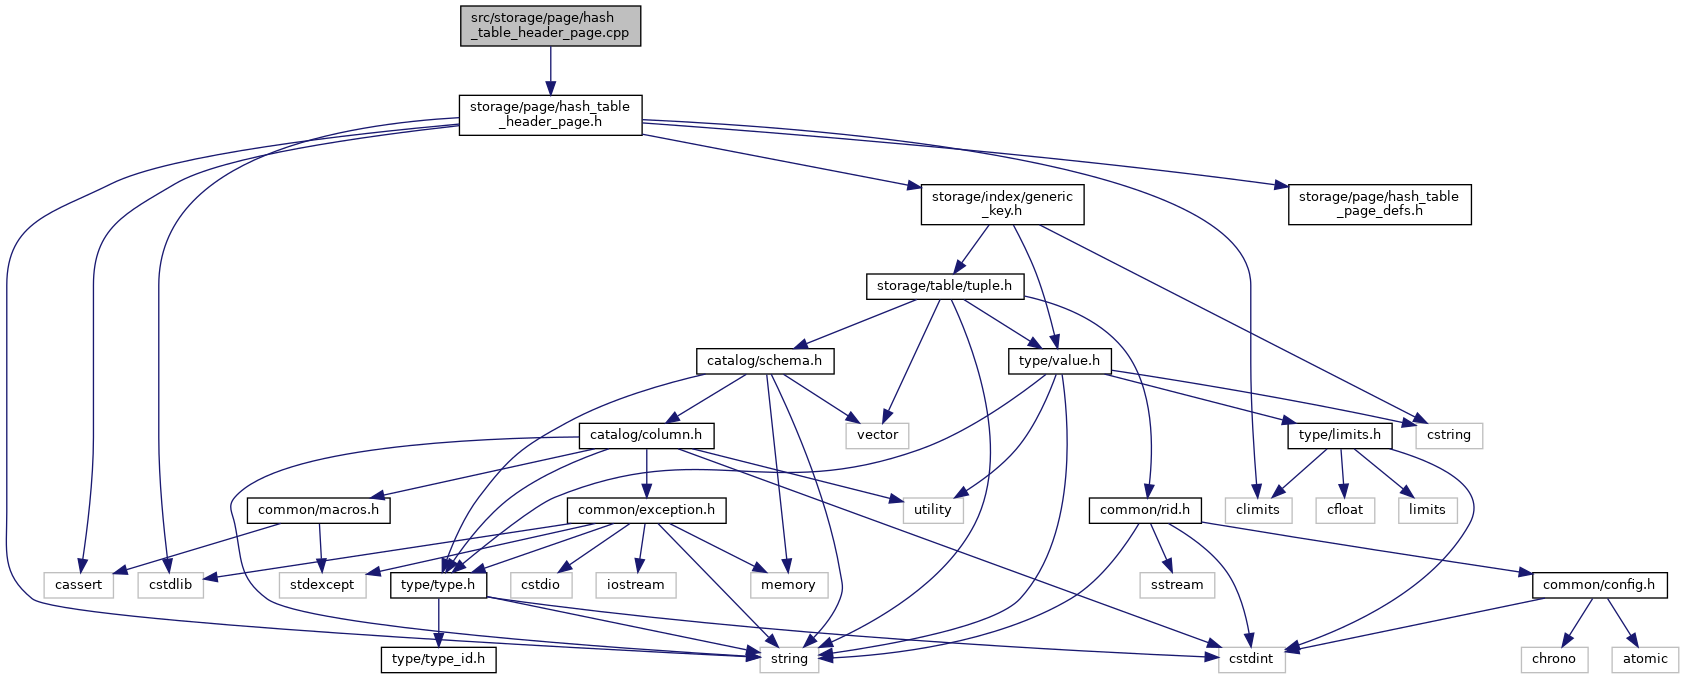 src/storage/page/hash
_table_header_page.cpp
storage/page/hash_table
_header_page.h
storage/index/generic
_key.h
storage/page/hash_table
_page_defs.h
storage/table/tuple.h
catalog/schema.h
type/value.h
catalog/column.h
vector
type/limits.h
cstring
common/macros.h
common/exception.h
utility
common/rid.h
climits
cfloat
limits
cassert
cstdlib
stdexcept
type/type.h
cstdio
iostream
memory
sstream
common/config.h
type/type_id.h
string
cstdint
chrono
atomic